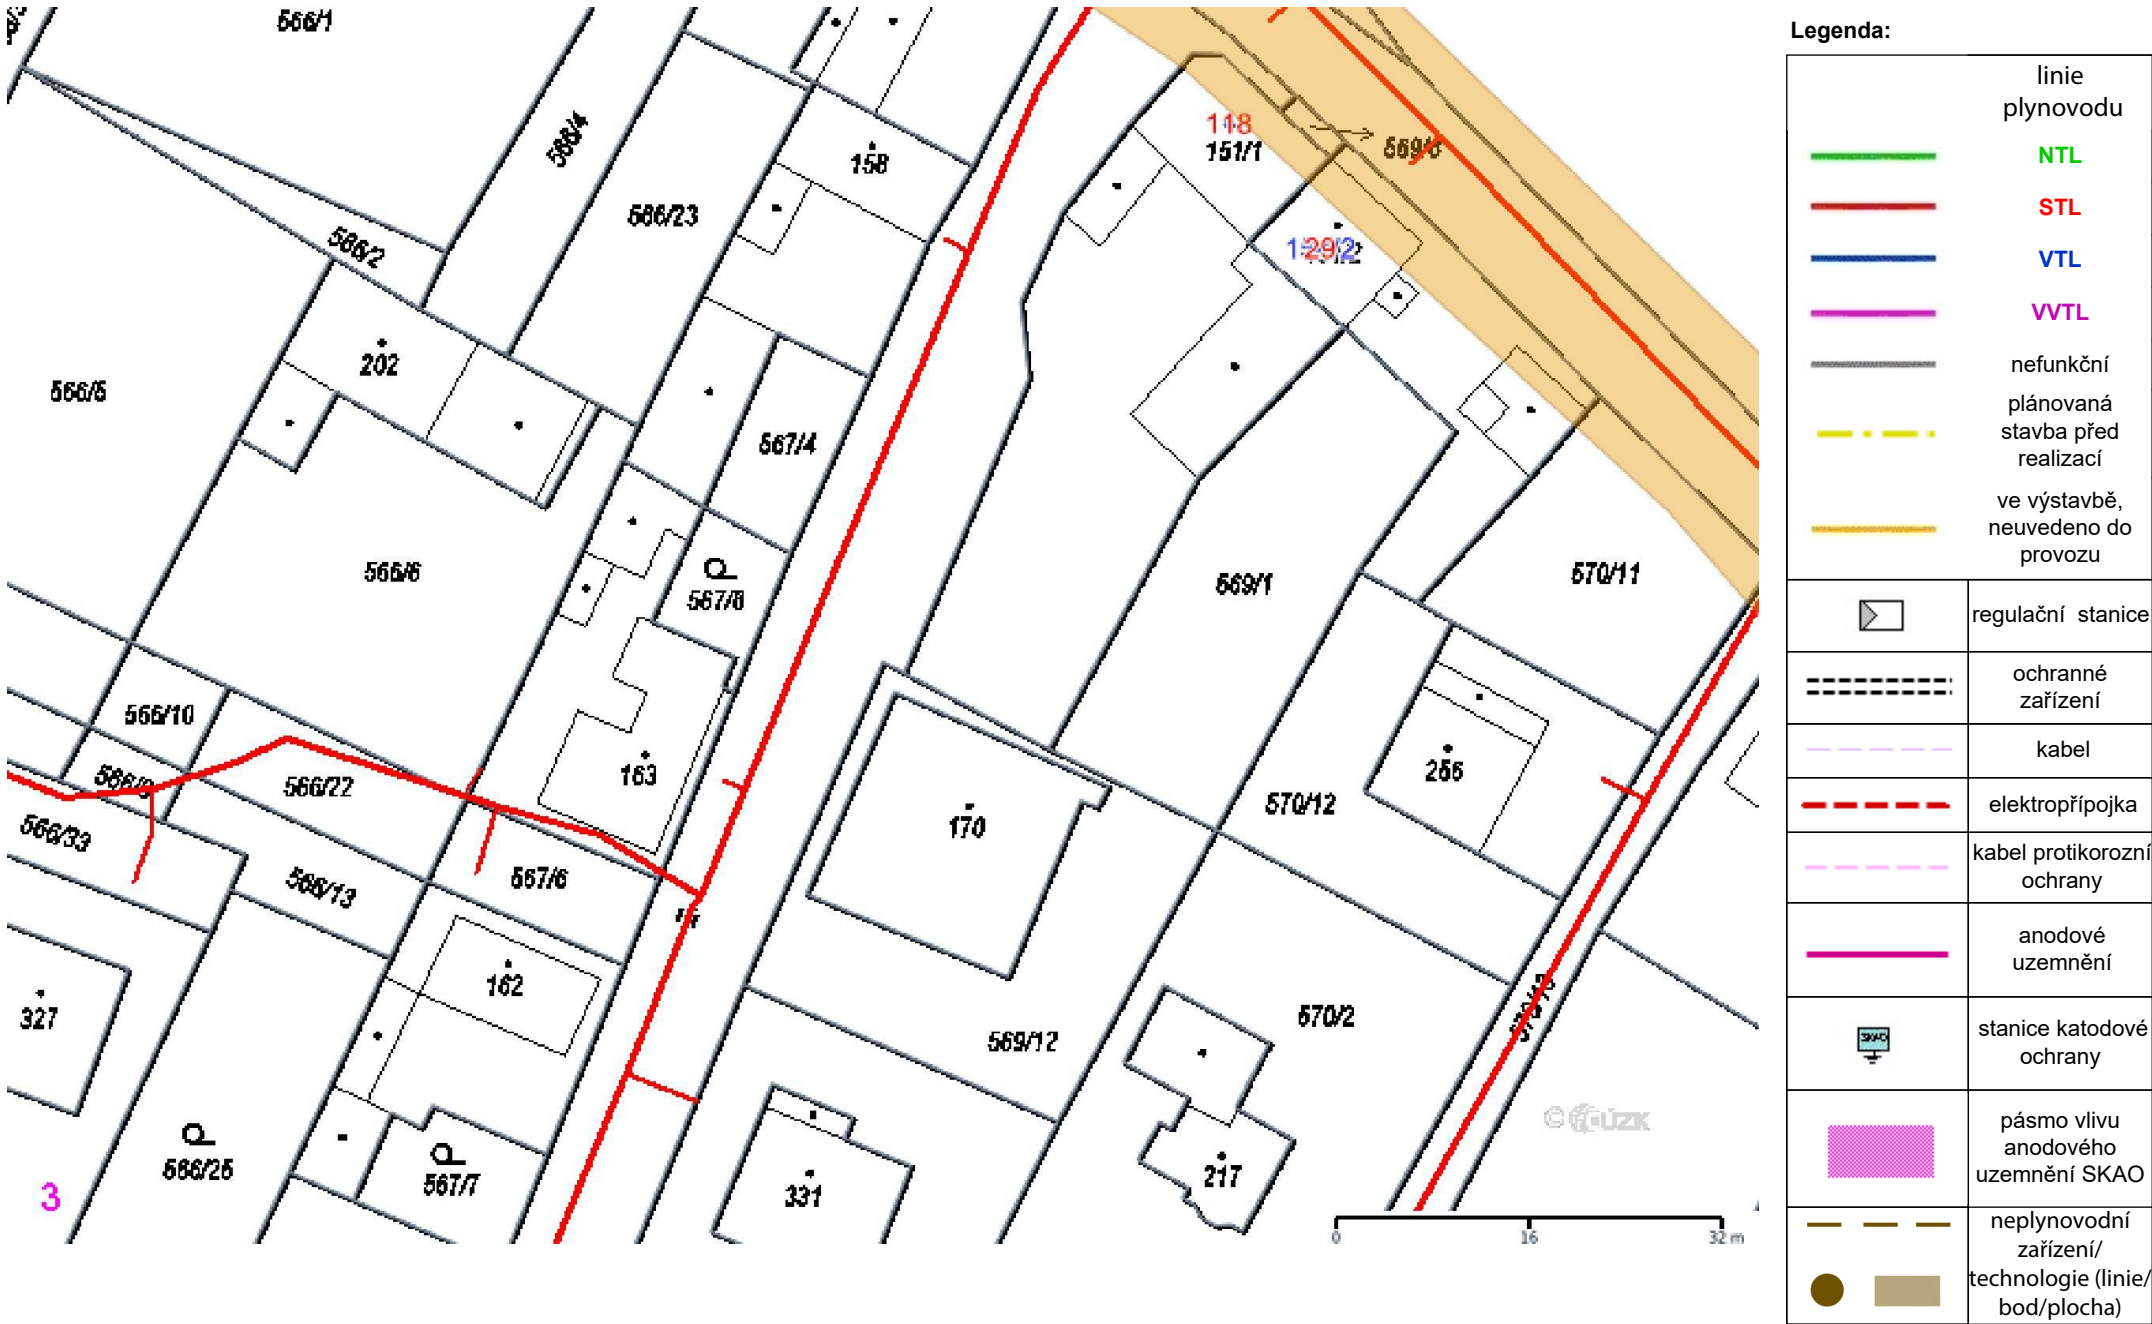 566/1
Legenda:
linie
plynovodu
NTL
STL
VTL
VVTL
nefunkční
plánovaná
stavba před
realizací
ve výstavbě,
neuvedeno do
provozu
regulační stanice
ochranné
zařízení
kabel
elektropřípojka
kabel protikorozní
ochrany
anodové
uzemnění
stanice katodové
ochrany
pásmo vlivu
anodového
uzemnění SKAO
neplynovodní
zařízení/
technologie (linie/
bod/plocha)
566/4
158
118
151/1
569/8
566/23
566/2
29
202
566/5
567/4
566/6
567/8
569/1
570/11
566/10
163
256
566/22
566/33
170
570/12
566/13
567/6
162
327
569/12
570/2
566/25
567/7
331
217
3
0 16 32 m